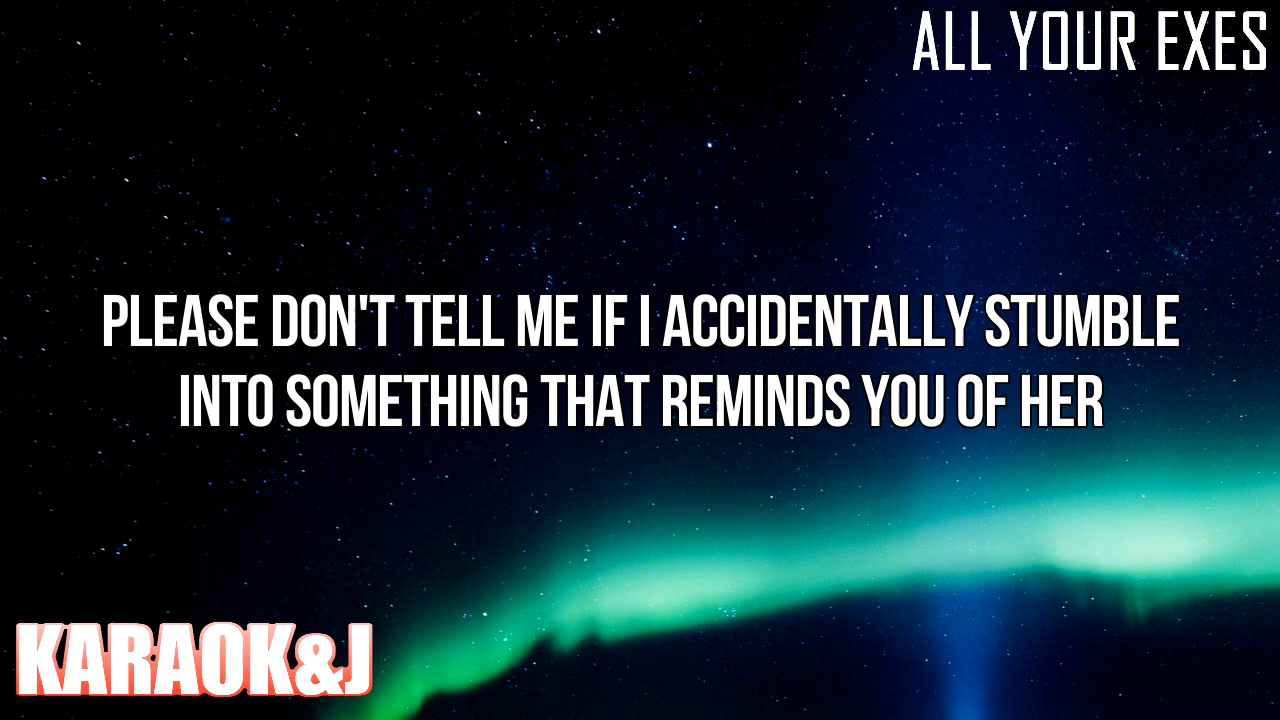 ALL YOUR EXES
PLEASE DON'T TELL ME IF I ACCIDENTALLY STUMBLE
INTO SOMETHING THAT REMINDS YOU OF HER
KARAOK&J